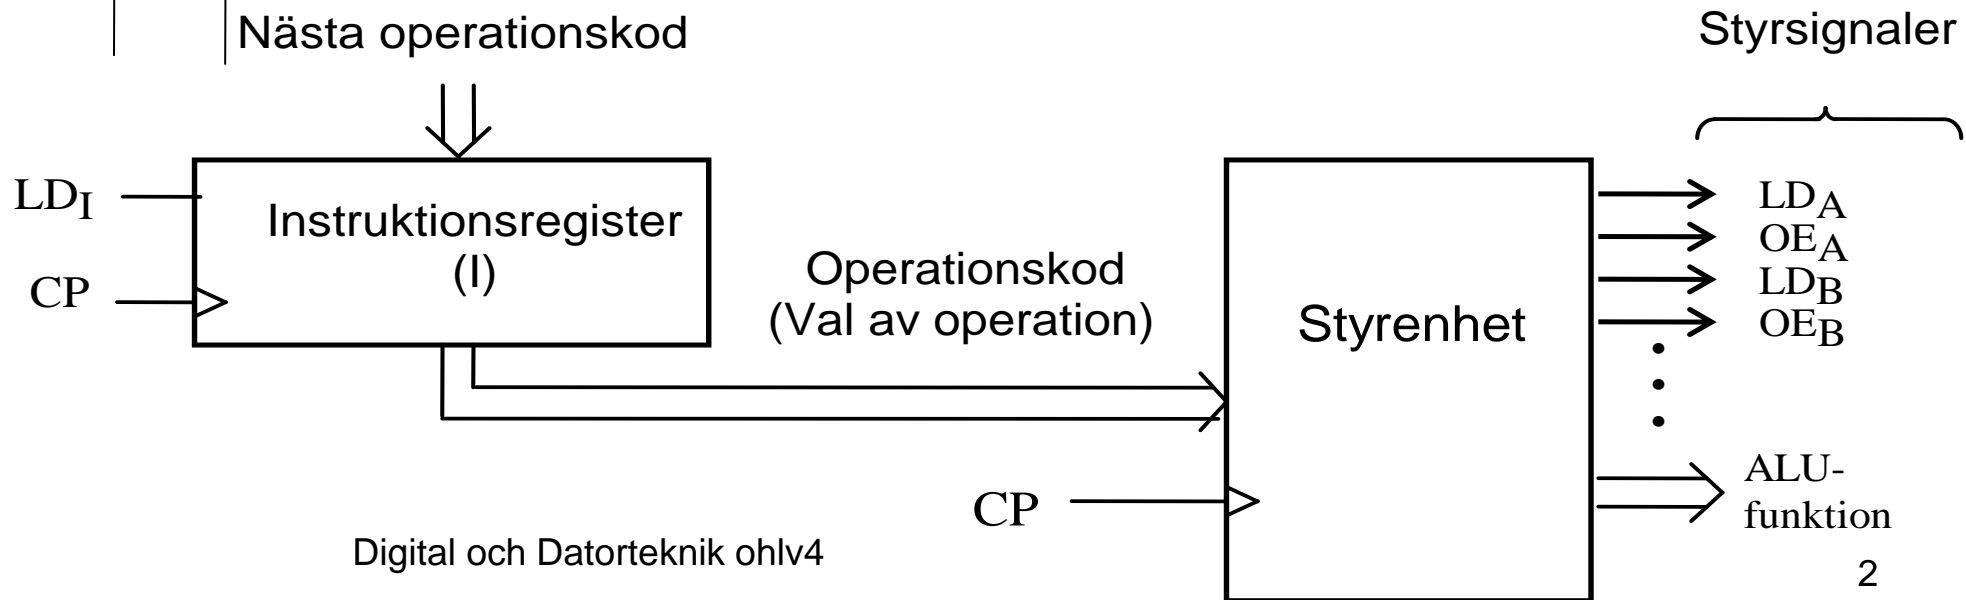 Nästa operationskod
Styrsignaler
LDI
CP
Instruktionsregister
(I)
Operationskod
(Val av operation)
CP
Styrenhet
LDA
OEA
LDB
OEB
ALU-
funktion
Digital och Datorteknik ohlv4
2